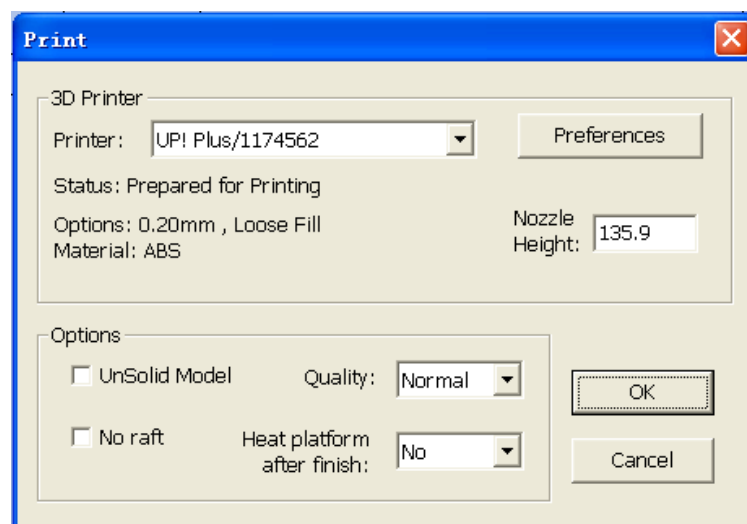 Print
3D Printer
Printer: UP! Plus/1174562
Preferences
Status: Prepared for Printing
Options: 0.20mm , Loose Fill
Material: ABS
Nozzle
Height: 135.9
Options
UnSolid Model
Quality: Normal
OK
No raft
Heat platform
after finish: No
Cancel